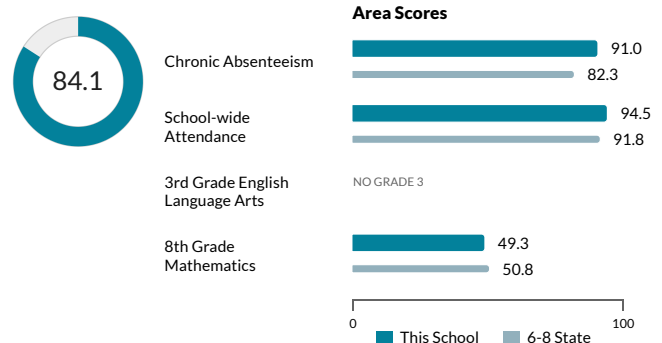 Area Scores
84.1
Chronic Absenteeism
91.0
82.3
School-wide
Attendance
94.5
91.8
3rd Grade English
Language Arts
NO GRADE 3
8th Grade
Mathematics
49.3
50.8
0
100
This School
6-8 State